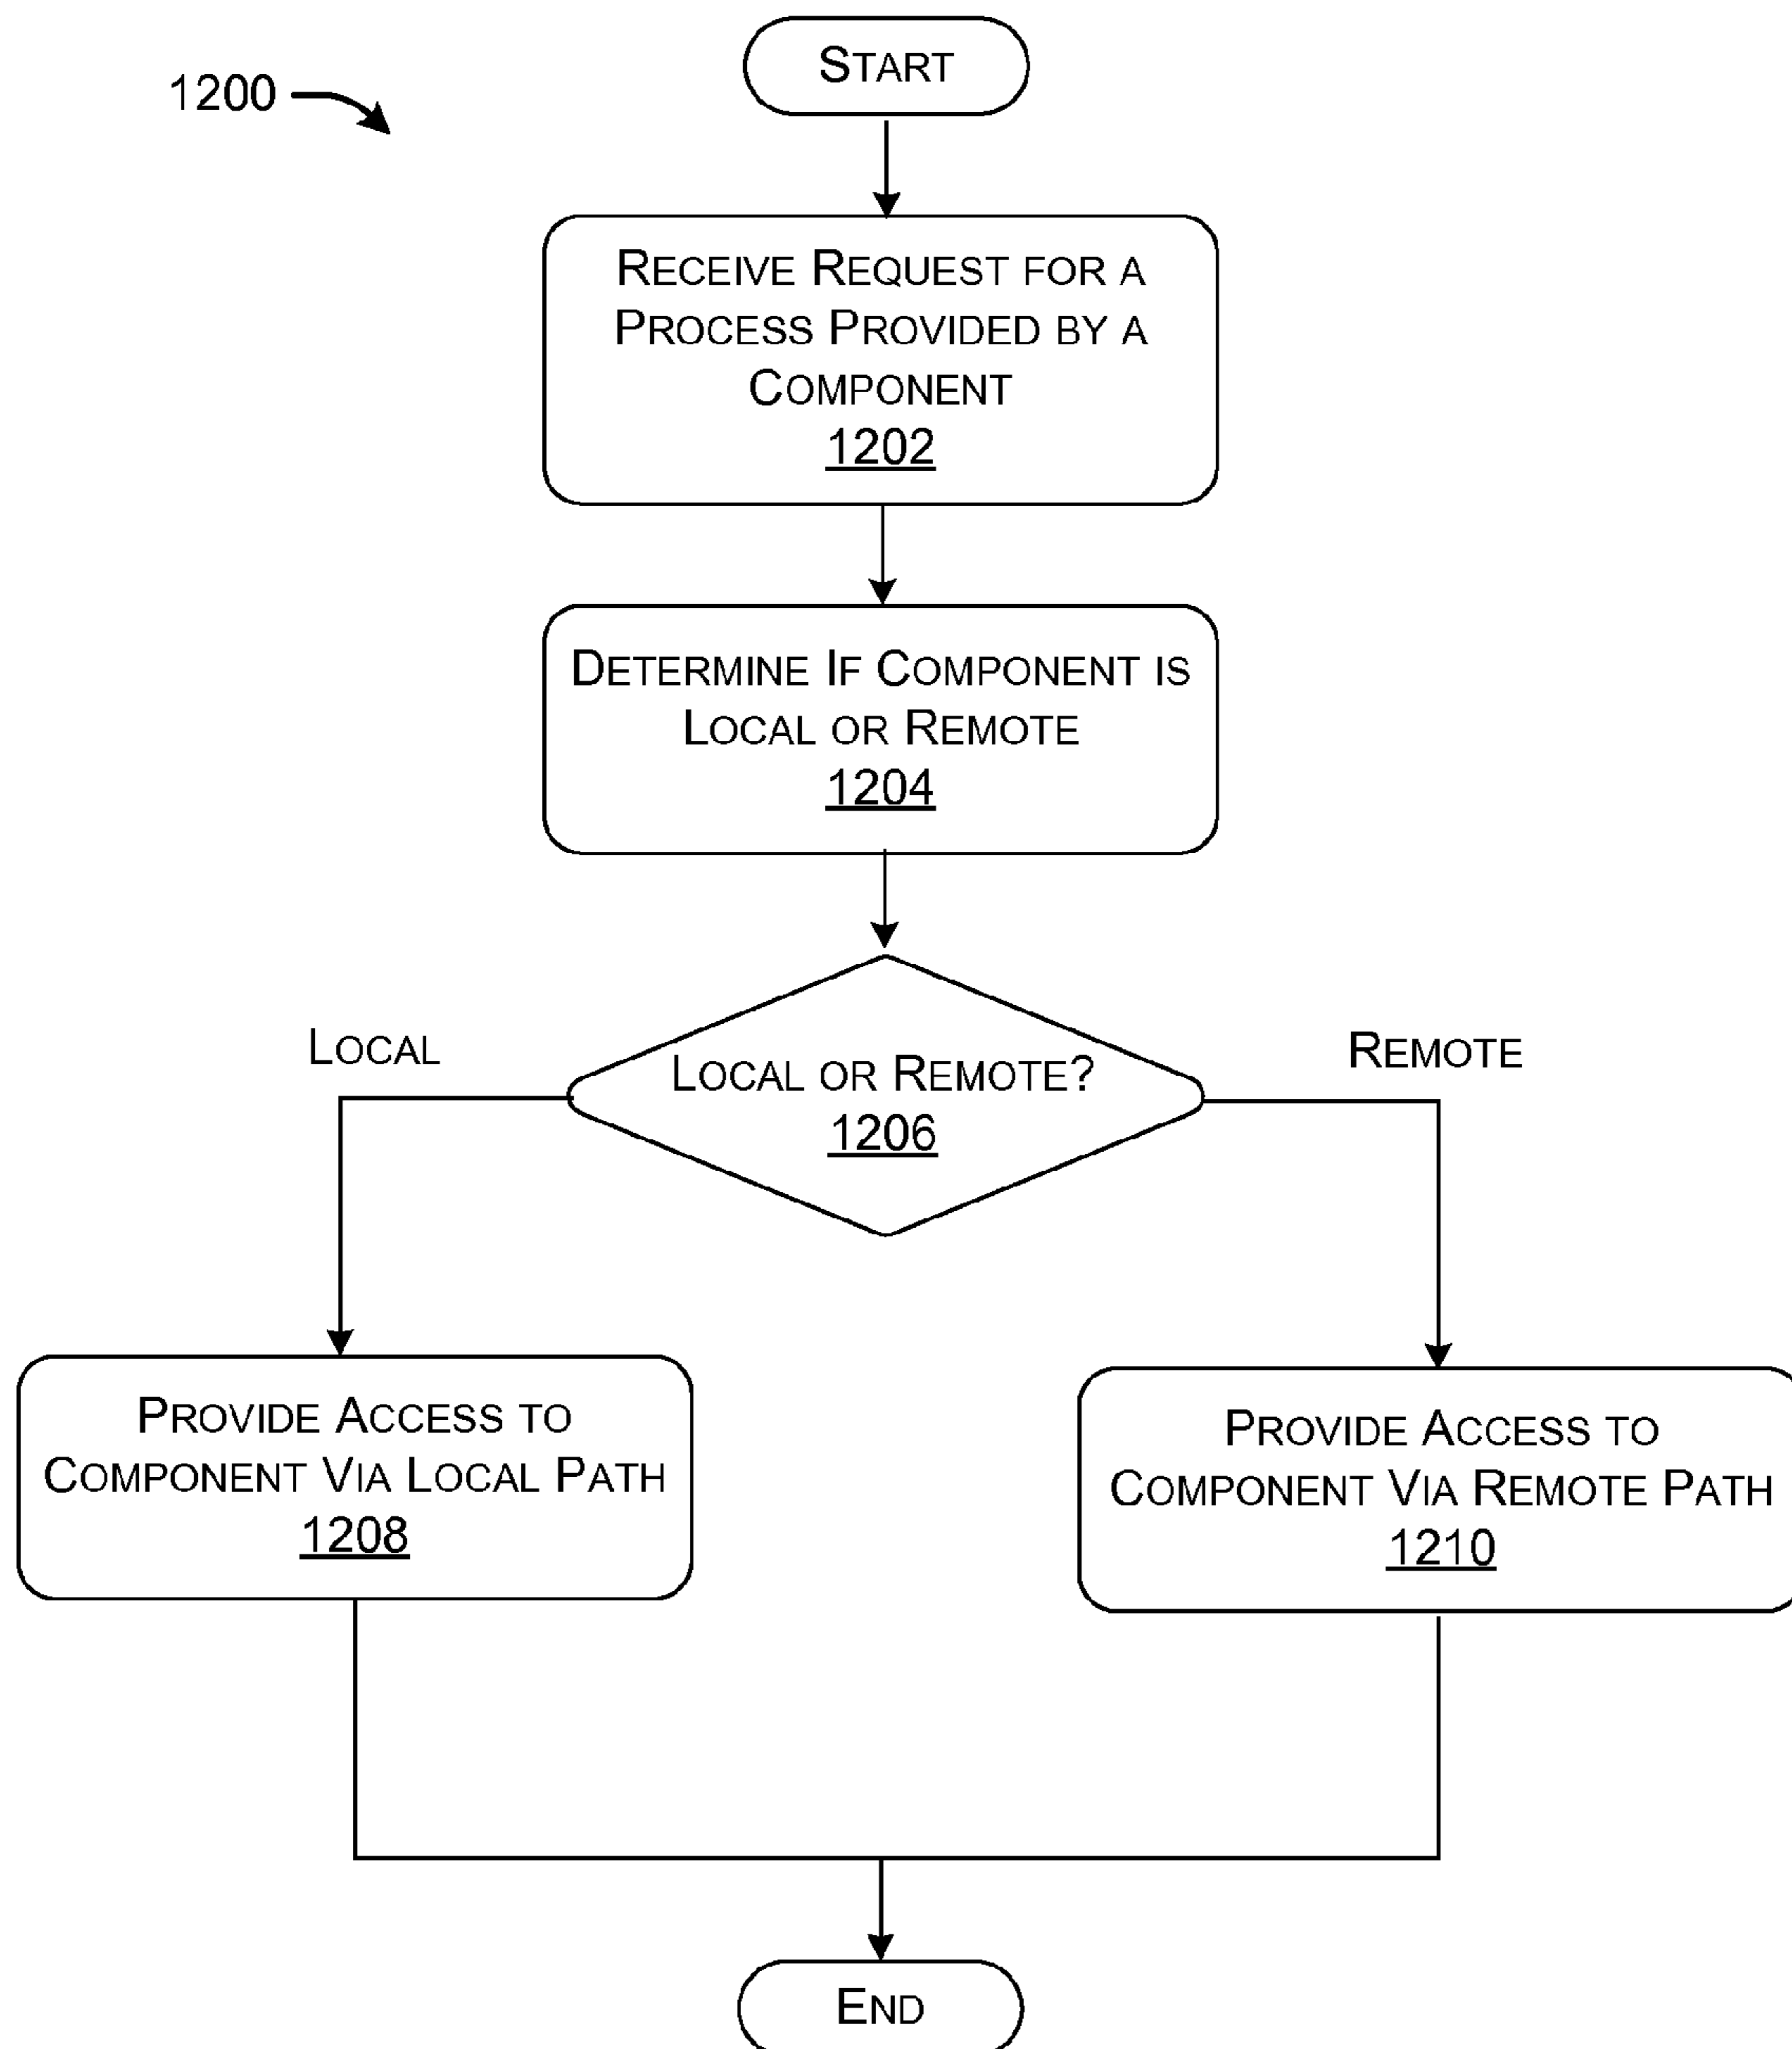 START
1200
RECEIVE REQUEST FOR A
PROCESS PROVIDED BY A
COMPONENT
1202
DETERMINE IF COMPONENT IS
LOCAL OR REMOTE
1204
LOCAL
LOCAL OR REMOTE?
1206
REMOTE
PROVIDE ACCESS TO
COMPONENT VIA LOCAL PATH
1208
PROVIDE ACCESS TO
COMPONENT VIA REMOTE PATH
1210
END